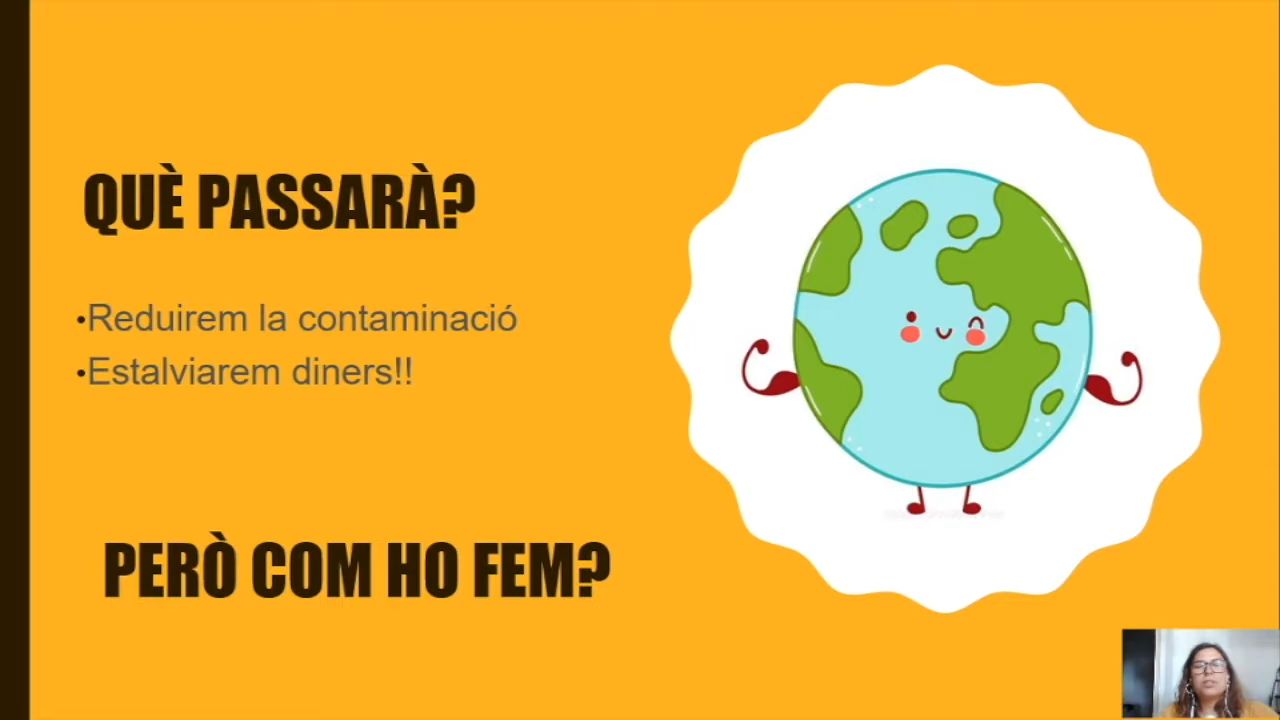 QUÈ PASSARÀ?
•Reduirem la contaminació
•Estalviarem diners!!
PERÒ COM HO FEM?